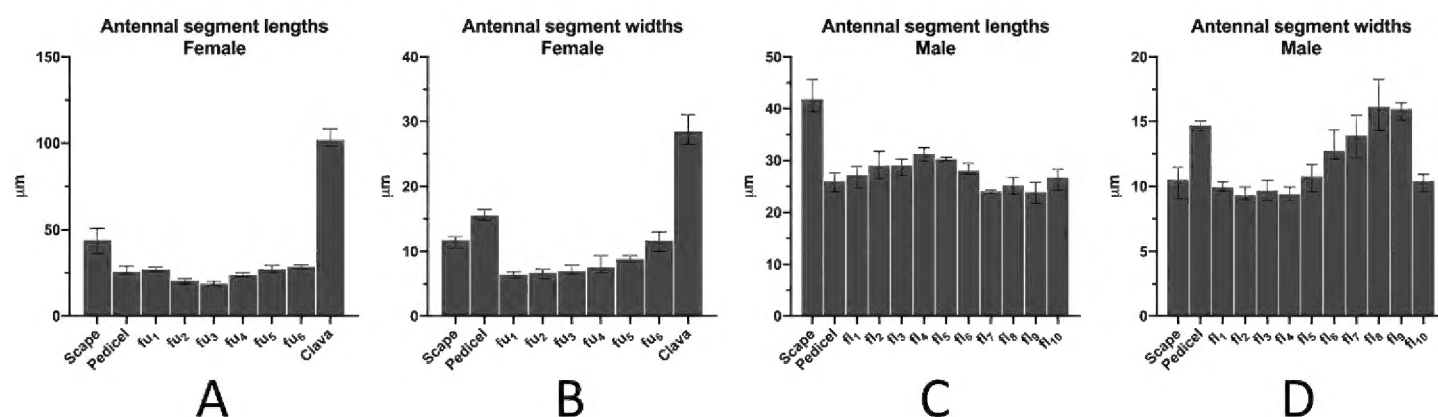 Antennal segment lengths
Female
150
100
50
0
μm
Scape
Pedicel
fu1
fu2
fu3
fu4
fu5
fu6
Clava
A
Antennal segment widths
Female
40
30
20
10
0
μm
Scape
Pedicel
fu1
fu2
fu3
fu4
fu5
fu6
Clava
B
Antennal segment lengths
Male
50
40
30
20
10
0
μm
Scape
Pedicel
fl1
fl2
fl3
fl4
fl5
fl6
fl7
fl8
fl9
fl10
C
Antennal segment widths
Male
20
15
10
5
0
μm
Scape
Pedicel
fl1
fl2
fl3
fl4
fl5
fl6
fl7
fl8
fl9
fl10
D